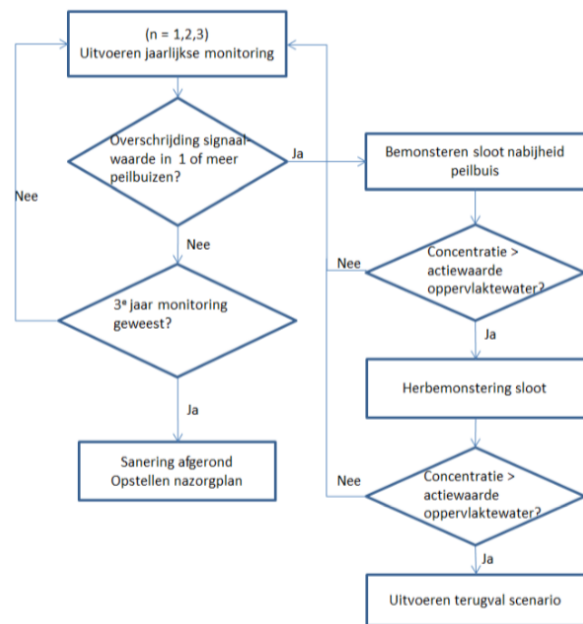 (n = 1,2,3)
Uitvoeren jaarlijkse monitoring
Overschrijding signaal-
waarde in 1 of meer
peilbuizen?
Ja
Bemonsteren sloot nabijheid
peilbuis
Nee
Nee
Concentratie >
actiewaarde
oppervlaktewater?
Nee
Ja
3e jaar monitoring
geweest?
Ja
Herbemonstering sloot
Sanering afgerond
Opstellen nazorgplan
Nee
Concentratie >
actiewaarde
oppervlaktewater?
Ja
Uitvoeren terugval scenario